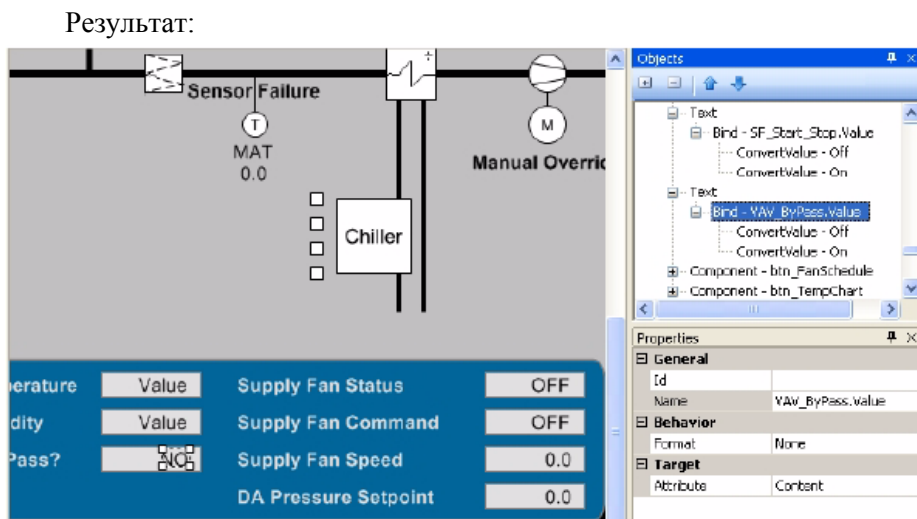 Результат:
Sensor Failure
T
MAT
0.0
M
Manual Overric
Chiller
perature Value Supply Fan Status OFF
dity Value Supply Fan Command OFF
Pass? NO Supply Fan Speed 0.0
DA Pressure Setpoint 0.0
Objects
Text
Bind - SF_Start_Stop.Value
ConvertValue - Off
ConvertValue - On
Text
Bind - VAV_ByPass.Value
ConvertValue - Off
ConvertValue - On
Component - btn_FanSchedule
Component - btn_TempChart
Properties
General
Id
Name VAV_ByPass.Value
Behavior
Format None
Target
Attribute Content